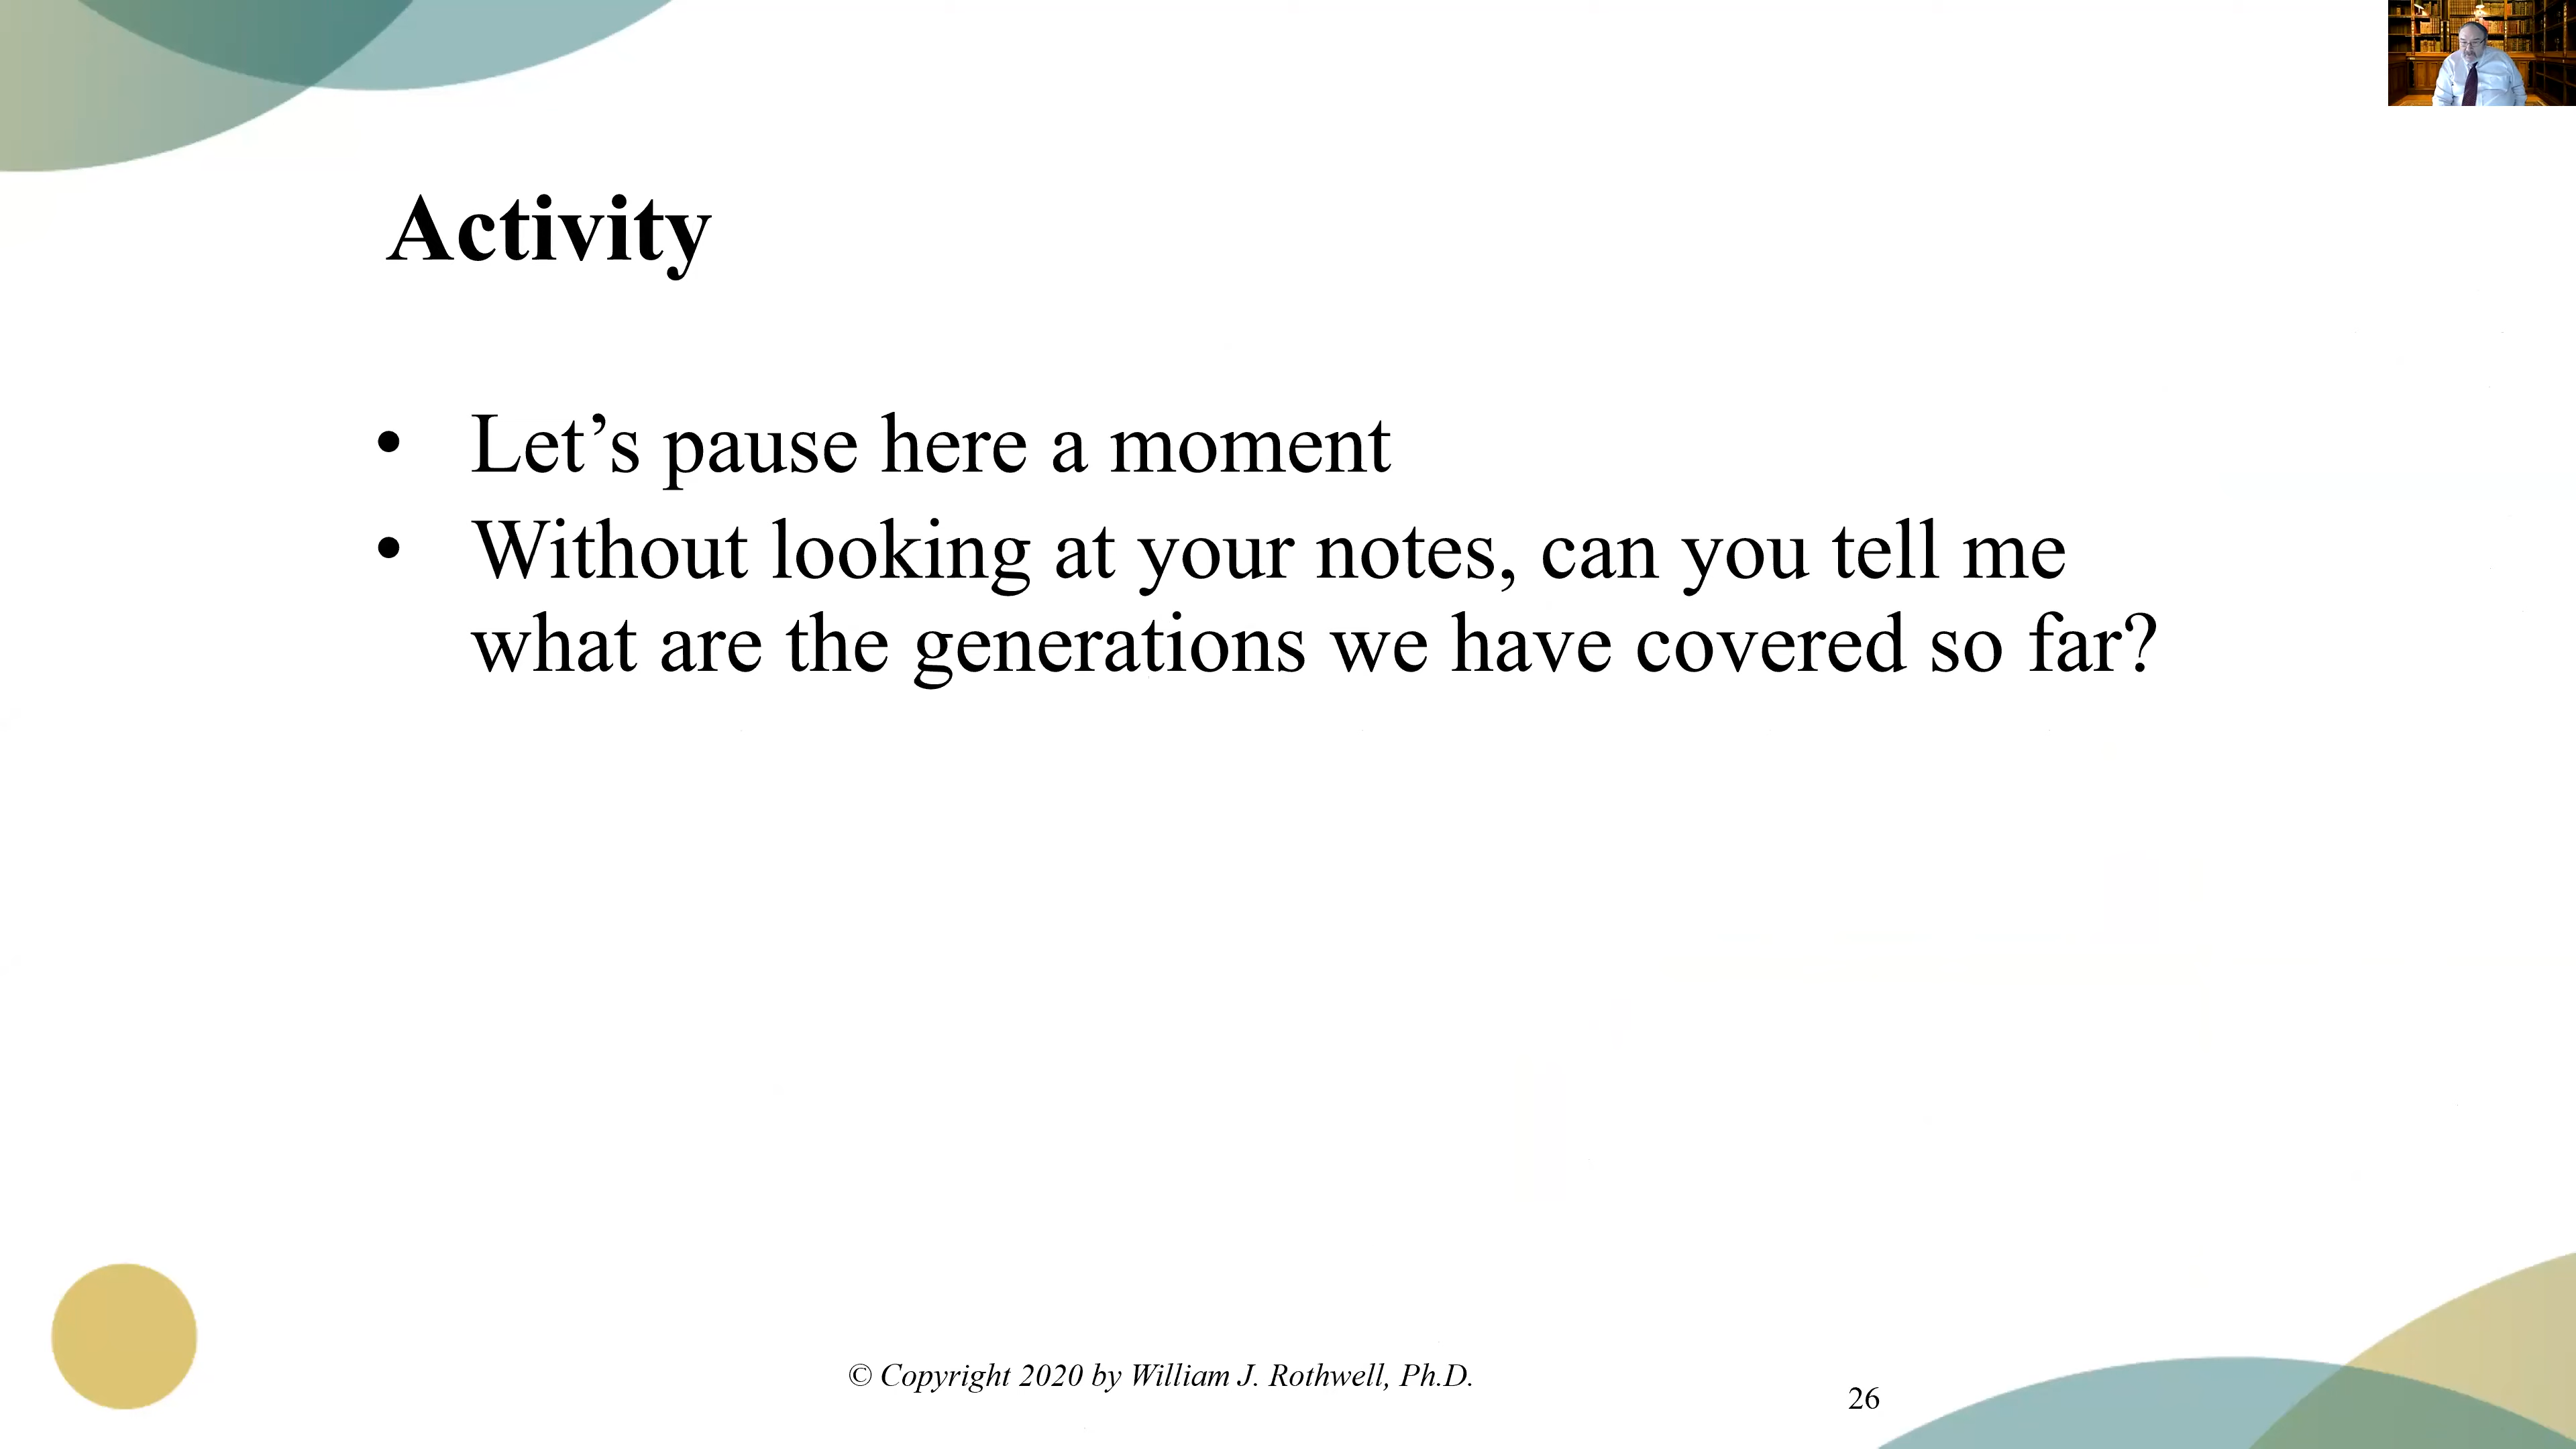 Activity
• Let’s pause here a moment
• Without looking at your notes, can you tell me
what are the generations we have covered so far?
© Copyright 2020 by William J. Rothwell, Ph.D.
26